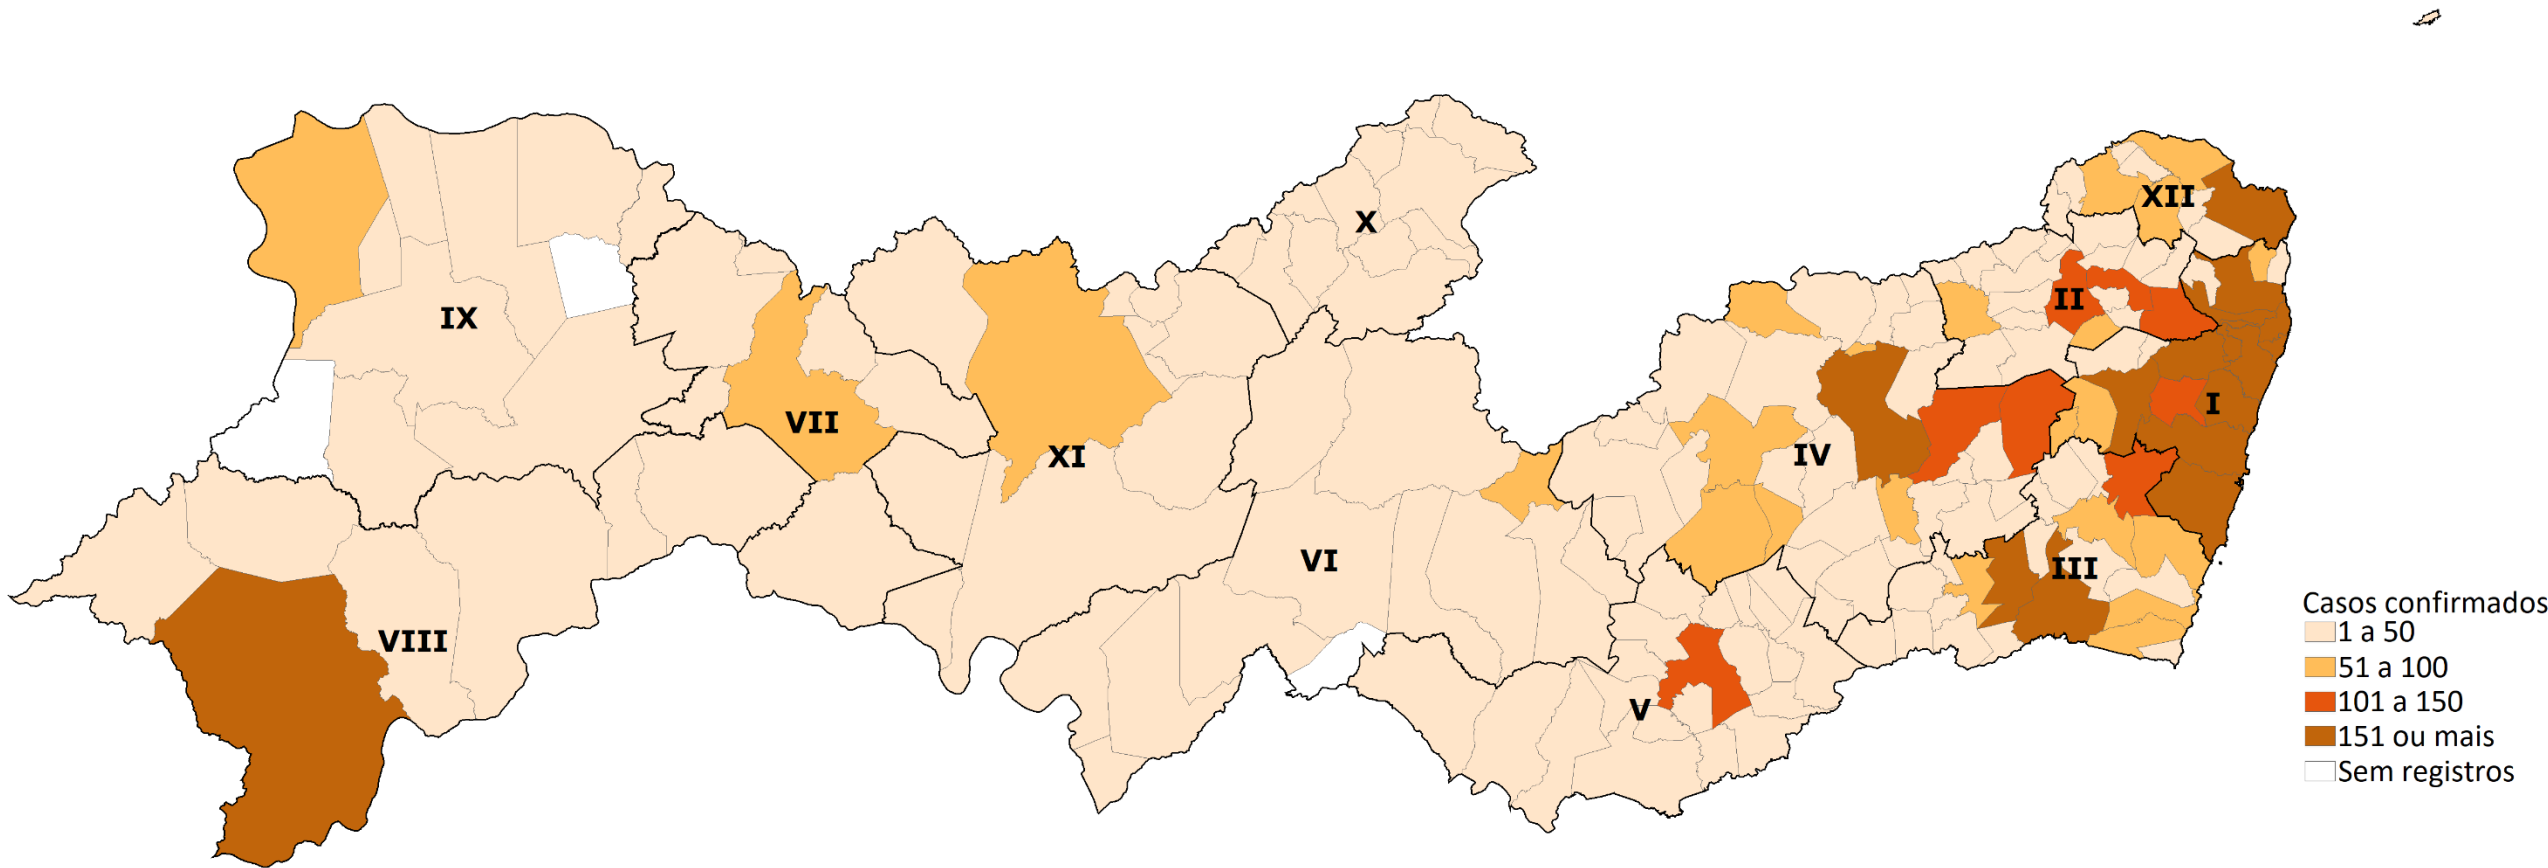 XII
X
II
IX
I
VII
IV
XI
VI
III
VIII
V
Casos confirmados
1 a 50
51 a 100
101 a 150
151 ou mais
Sem registros